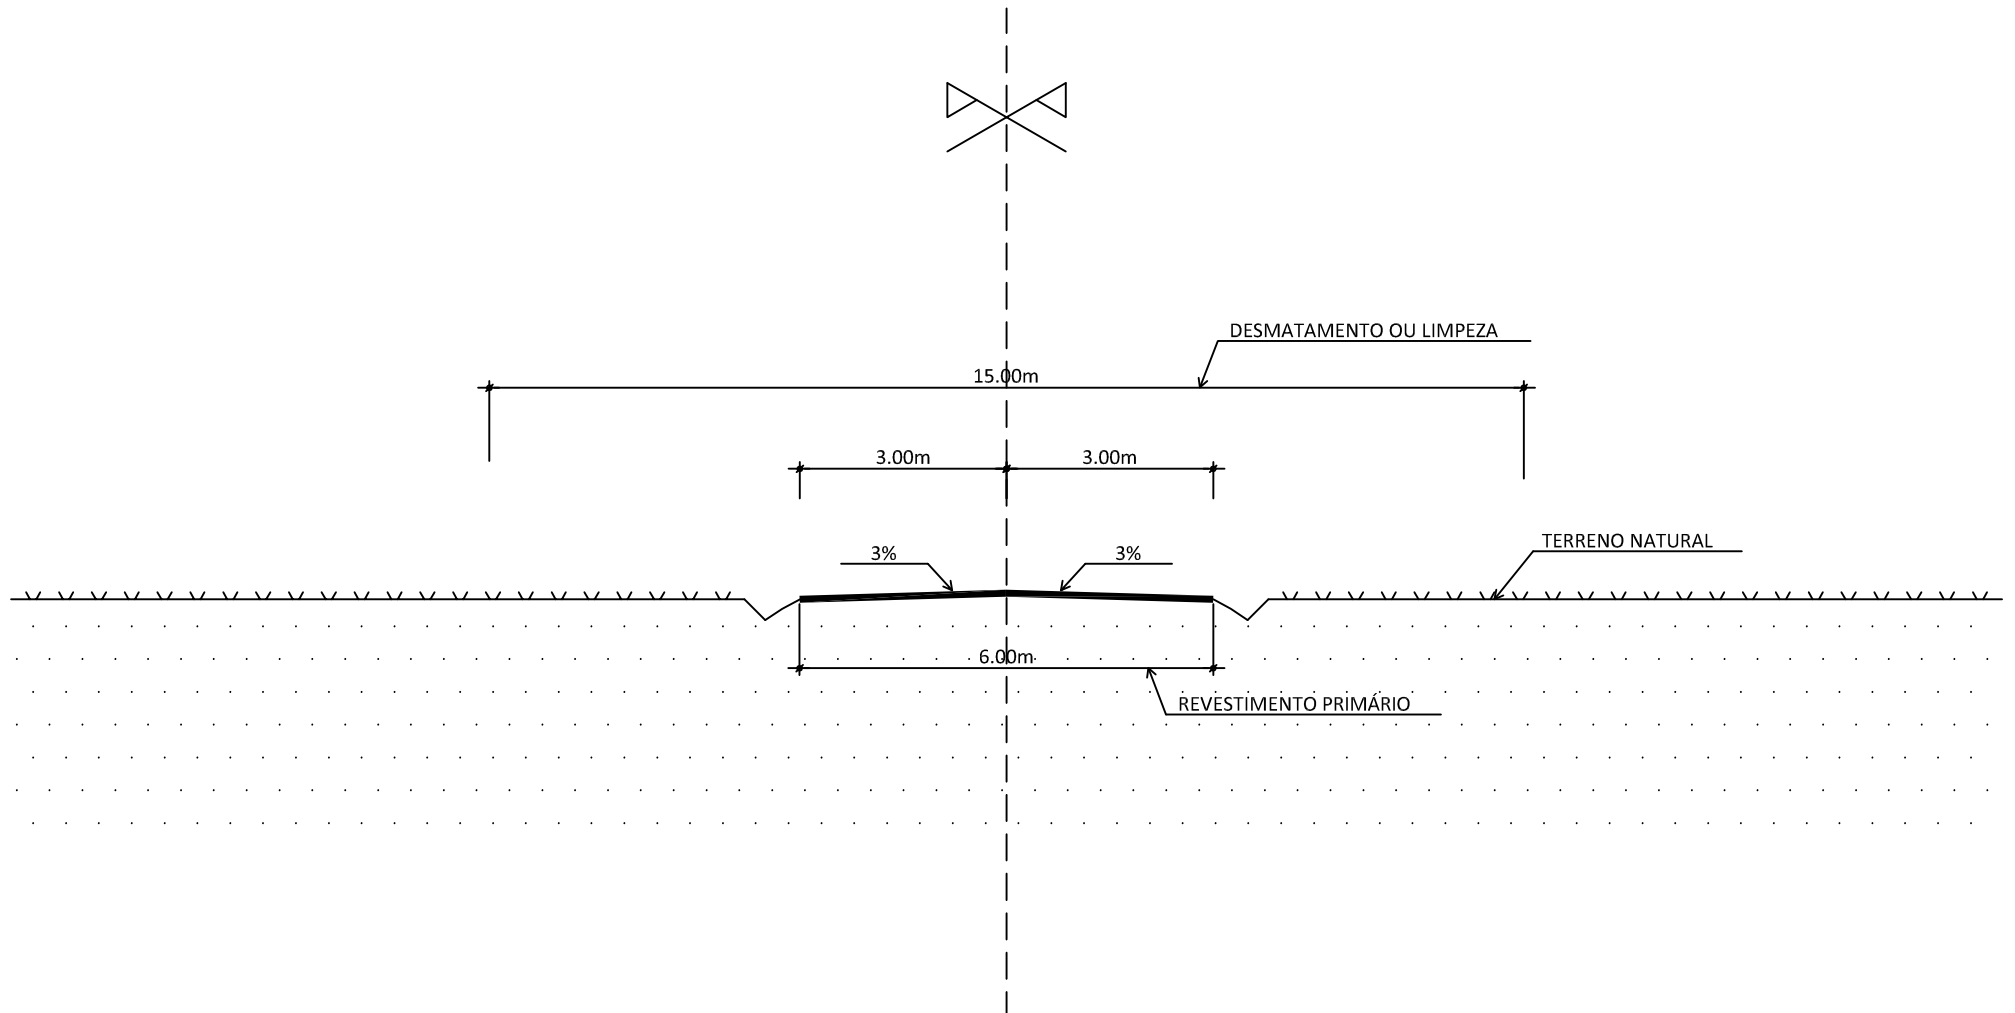 DESMATAMENTO OU LIMPEZA
15.00m
3.00m
3.00m
TERRENO NATURAL
3%
3%
6.00m
REVESTIMENTO PRIMÁRIO